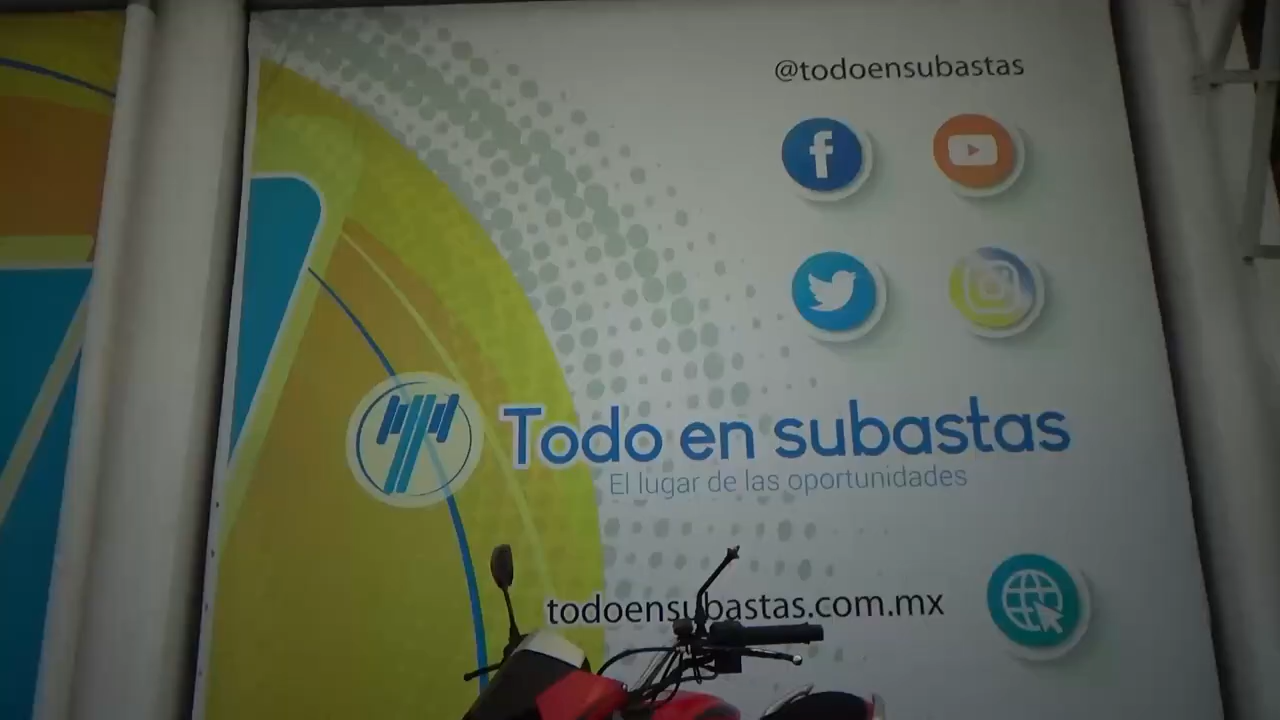 @todoensubastas
Todo en subastas
El lugar de las oportunidades
todoensubastas.com.mx